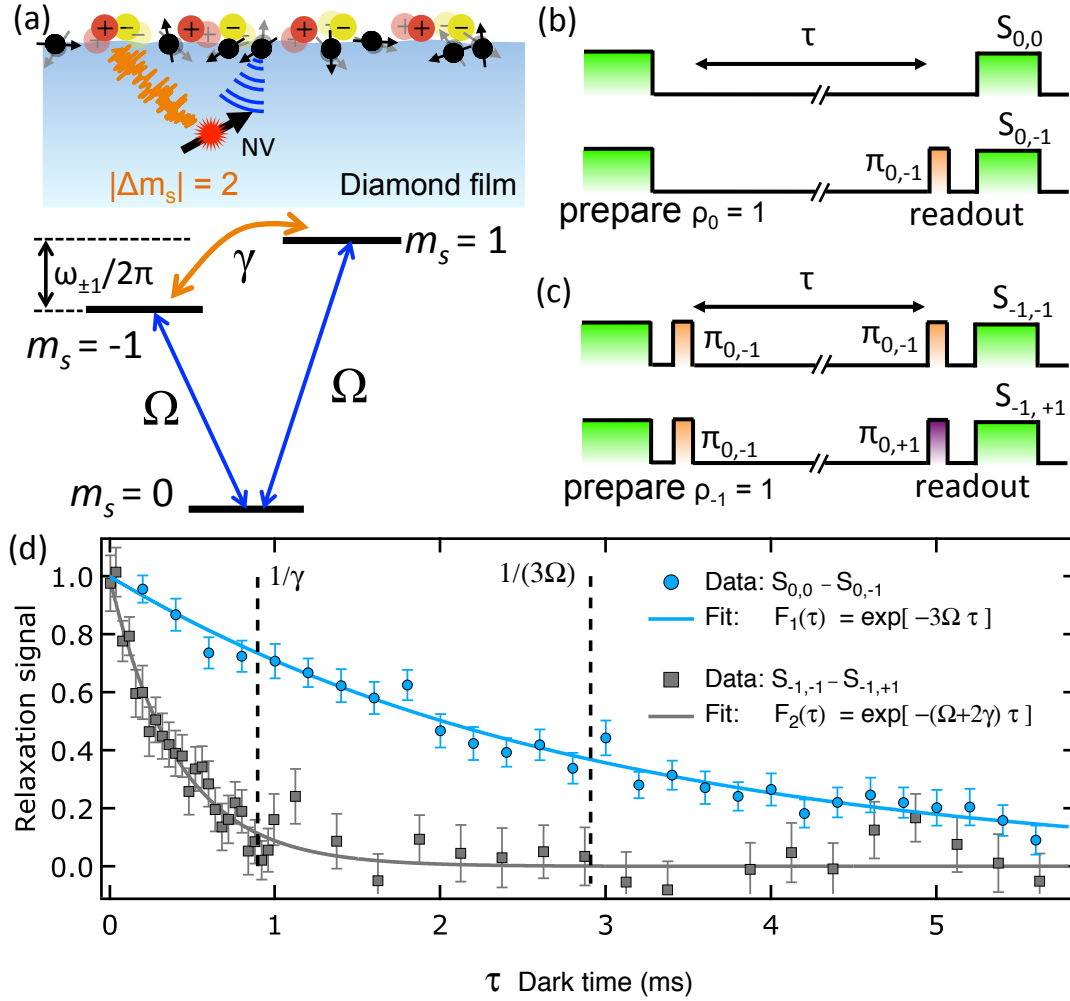 (a)
+ − + − + − + −
NV
|Δmₛ| = 2
Diamond film
mₛ = 1
ω±1/2π
γ
mₛ = -1
Ω
Ω
mₛ = 0
(b)
S₀,₀
τ
S₀,₋₁
π₀,₋₁
prepare ρ₀ = 1
readout
(c)
τ
S₋₁,₋₁
π₀,₋₁
π₀,₋₁
S₋₁,₊₁
π₀,₋₁
π₀,₊₁
prepare ρ₋₁ = 1
readout
(d)
1/γ
1/(3Ω)
Data: S₀,₀ − S₀,₋₁
Fit: F₁(τ) = exp[ −3Ω τ ]
Data: S₋₁,₋₁ − S₋₁,₊₁
Fit: F₂(τ) = exp[ −(Ω+2γ) τ ]
Relaxation signal
1.0
0.8
0.6
0.4
0.2
0.0
0 1 2 3 4 5
τ Dark time (ms)